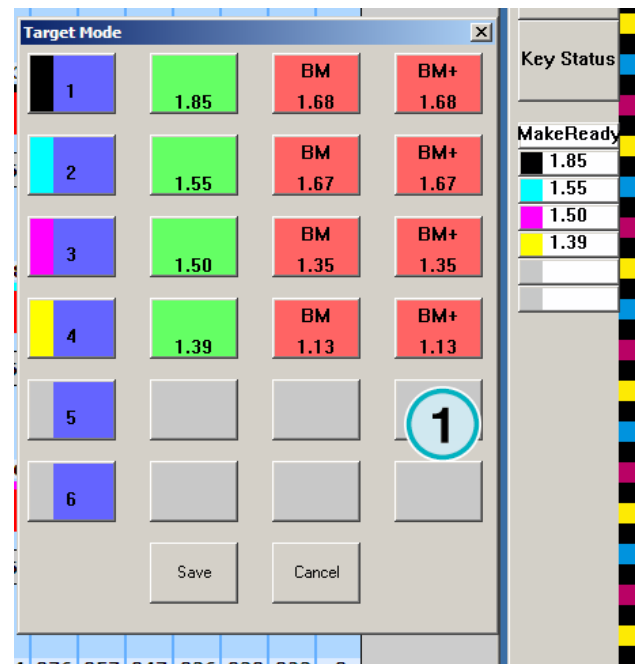 Target Mode
1
1.85
BM
1.68
BM+
1.68
2
1.55
BM
1.67
BM+
1.67
3
1.50
BM
1.35
BM+
1.35
4
1.39
BM
1.13
BM+
1.13
5
1
6
Save
Cancel
Key Status
MakeReady
1.85
1.55
1.50
1.39